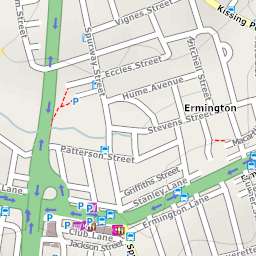 Vignes Street
Kissing P
Spurway Street
Eccles Street
Mitchell Street
Hume Avenue
Ermington
Stevens Street
Patterson Street
Griffiths Street
Stanley Lane
Ermington Lane
Club Lane
Jackson Street
Lane
P
P
P
P
P
P